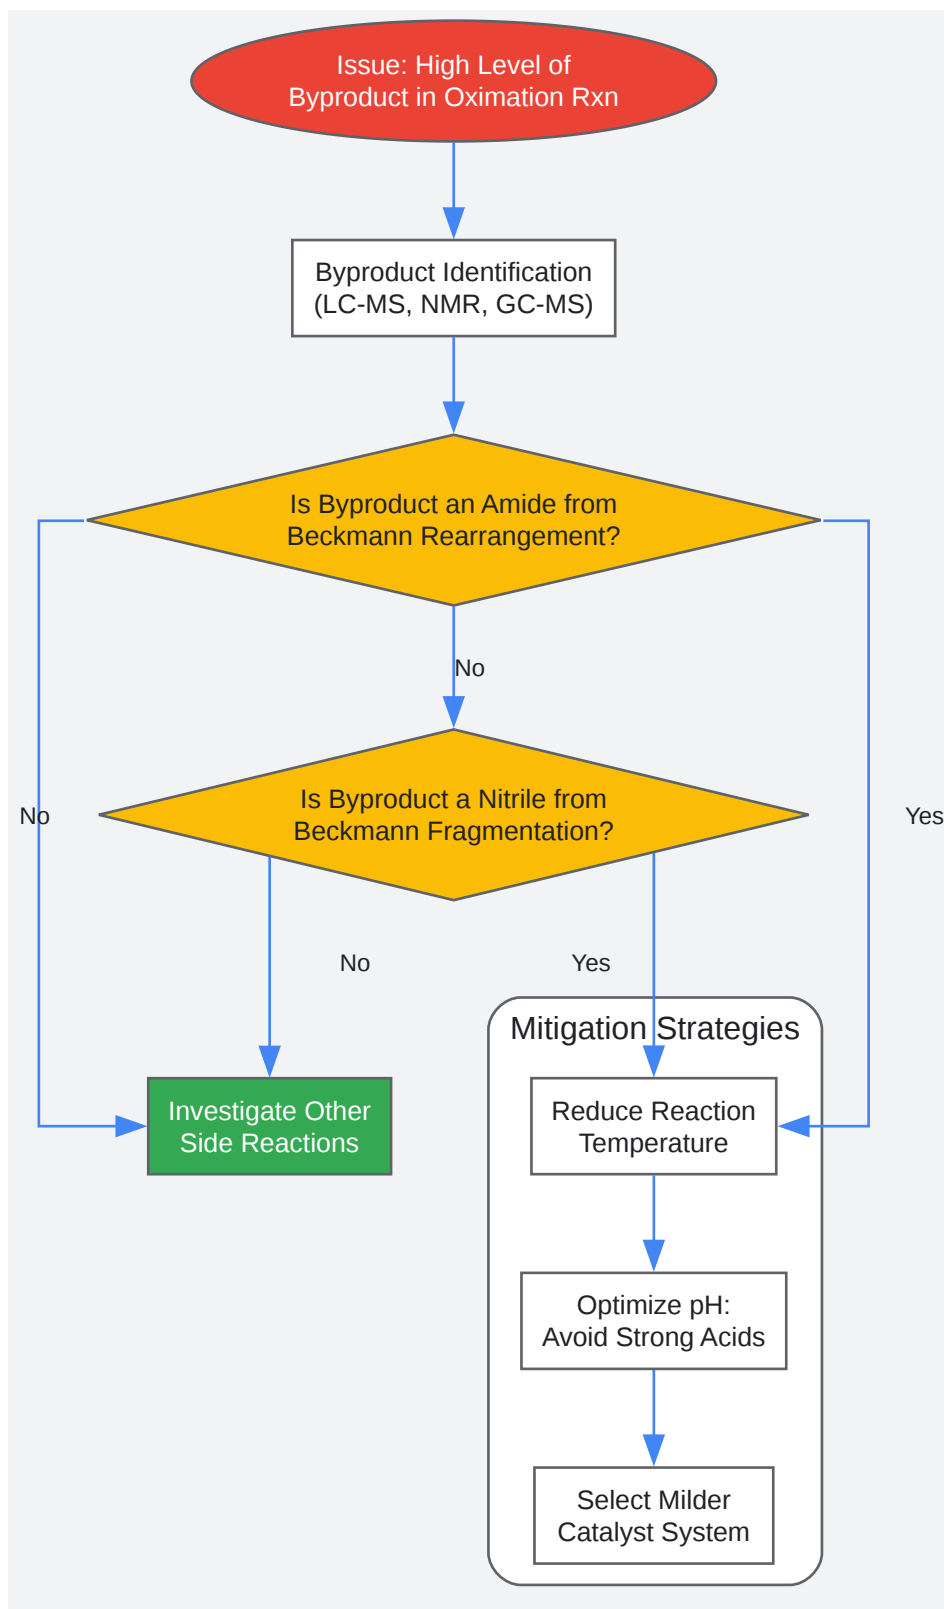 Issue: High Level of
Byproduct in Oximation Rxn
Byproduct Identification
(LC-MS, NMR, GC-MS)
Is Byproduct an Amide from
Beckmann Rearrangement?
No
Is Byproduct a Nitrile from
Beckmann Fragmentation?
No
Yes
No
Yes
Mitigation Strategies
Investigate Other
Side Reactions
Reduce Reaction
Temperature
Optimize pH:
Avoid Strong Acids
Select Milder
Catalyst System